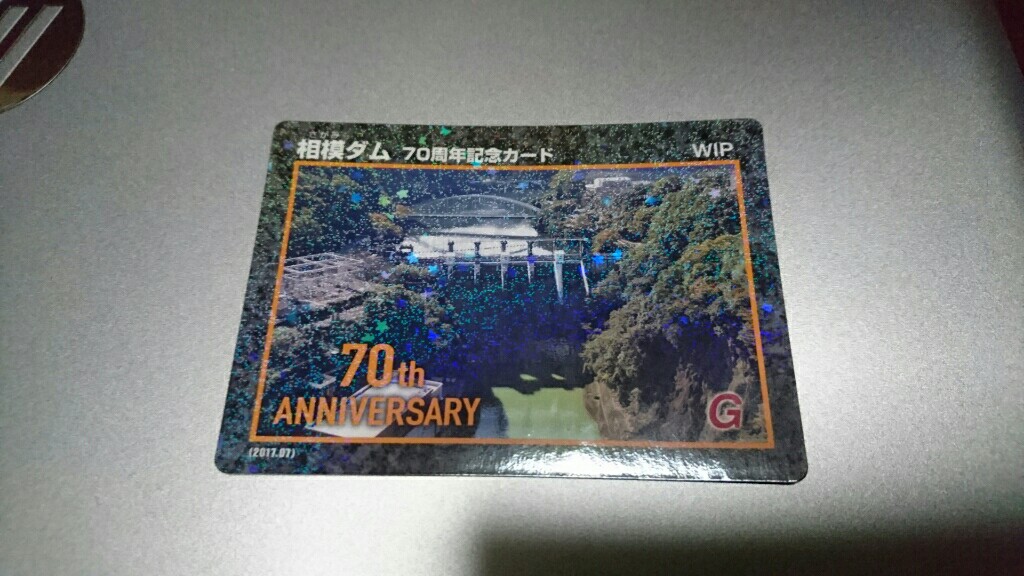 さがみ
相模ダム 70周年記念カード WIP
70th
ANNIVERSARY
G
(2017.07)